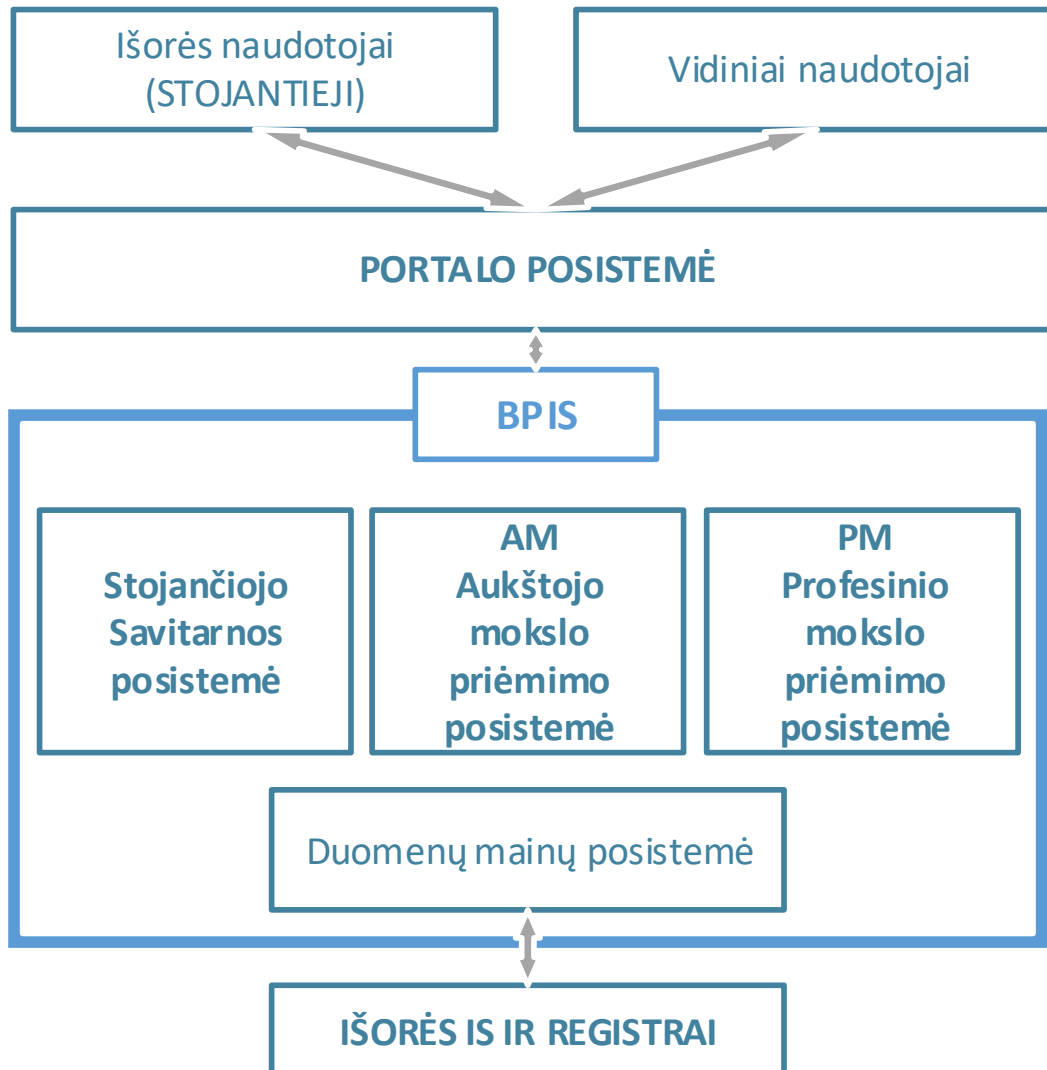 Išorės naudotojai
(STOJANTIEJI)
Vidiniai naudotojai
PORTALO POSISTEMĖ
BPIS
Stojančiojo
Savitarnos
posistemė
AM
Aukštojo
mokslo
priėmimo
posistemė
PM
Profesinio
mokslo
priėmimo
posistemė
Duomenų mainų posistemė
IŠORĖS IS IR REGISTRAI